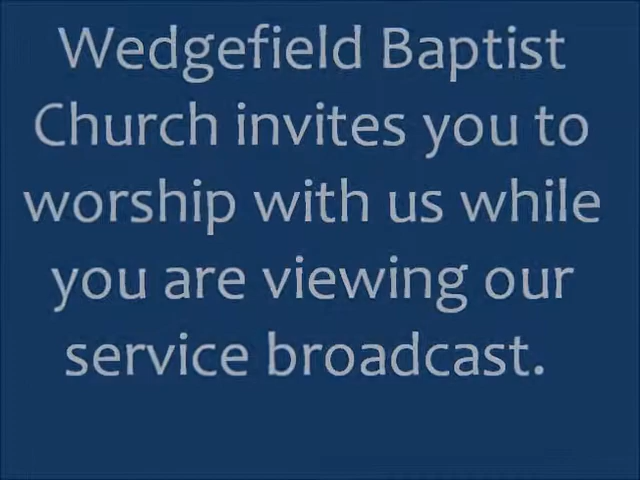 Wedgefield Baptist
Church invites you to
worship with us while
you are viewing our
service broadcast.